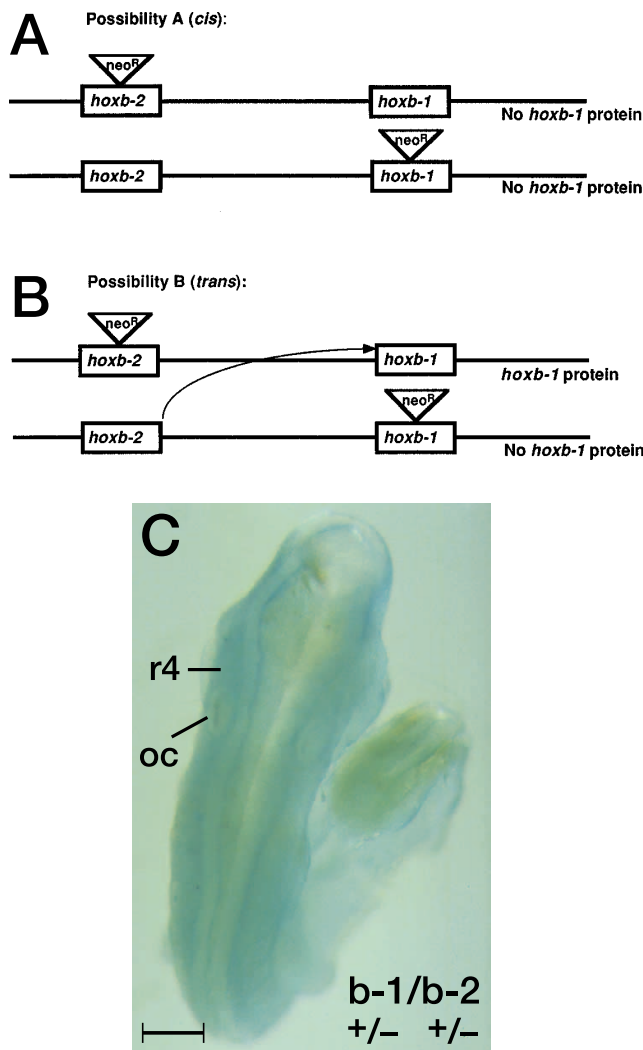 A
Possibility A (cis):
neoR
hoxb-2
hoxb-1
No hoxb-1 protein
neoR
hoxb-2
hoxb-1
No hoxb-1 protein
B
Possibility B (trans):
neoR
hoxb-2
hoxb-1
hoxb-1 protein
neoR
hoxb-2
hoxb-1
No hoxb-1 protein
C
r4
oc
b-1/b-2
+/− +/−